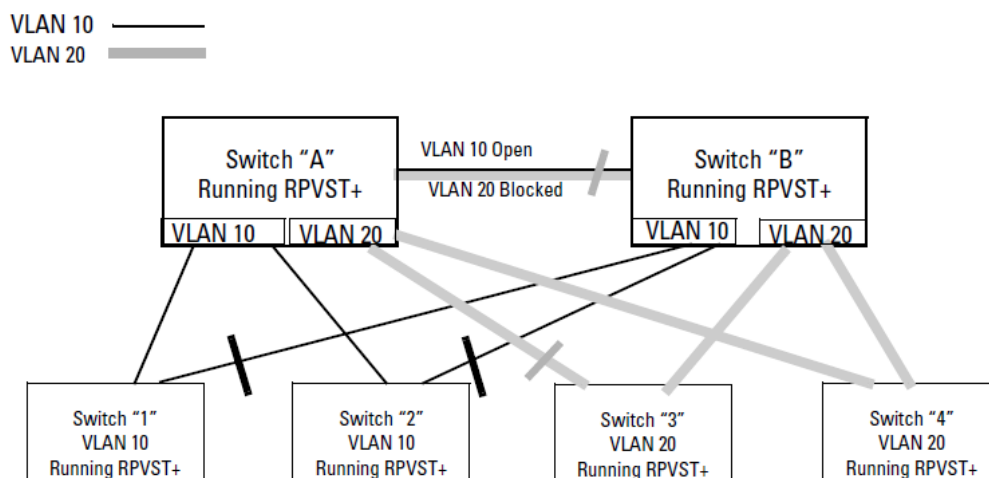 VLAN 10
VLAN 20
Switch “A”
Running RPVST+
VLAN 10 Open
VLAN 20 Blocked
Switch “B”
Running RPVST+
VLAN 10
VLAN 20
VLAN 10
VLAN 20
Switch “1”
VLAN 10
Running RPVST+
Switch “2”
VLAN 10
Running RPVST+
Switch “3”
VLAN 20
Running RPVST+
Switch “4”
VLAN 20
Running RPVST+